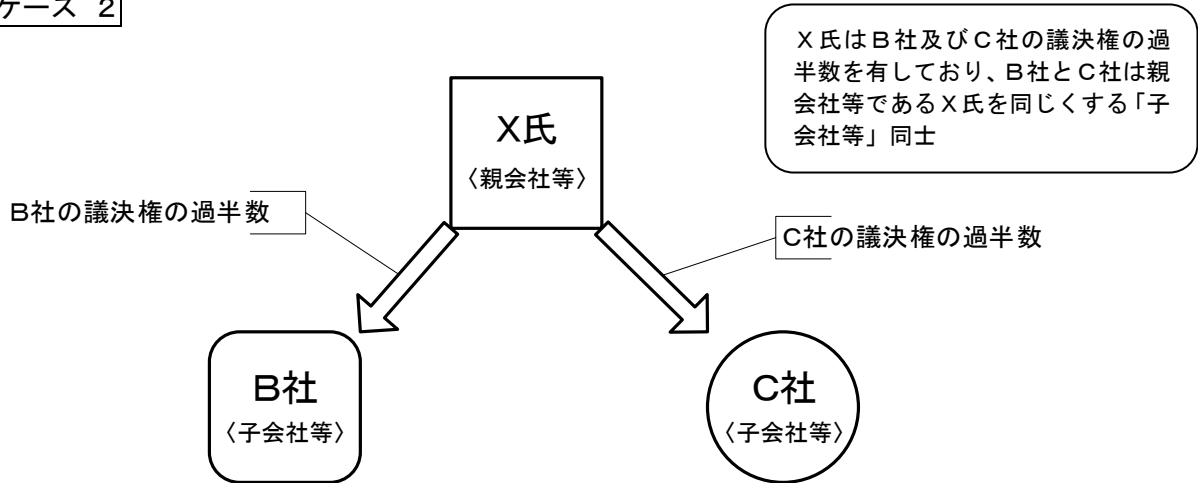 ケース 2
X氏はB社及びC社の議決権の過
半数を有しており、B社とC社は親
会社等であるX氏を同じくする「子
会社等」同士
X氏
〈親会社等〉
B社の議決権の過半数
C社の議決権の過半数
B社
〈子会社等〉
C社
〈子会社等〉